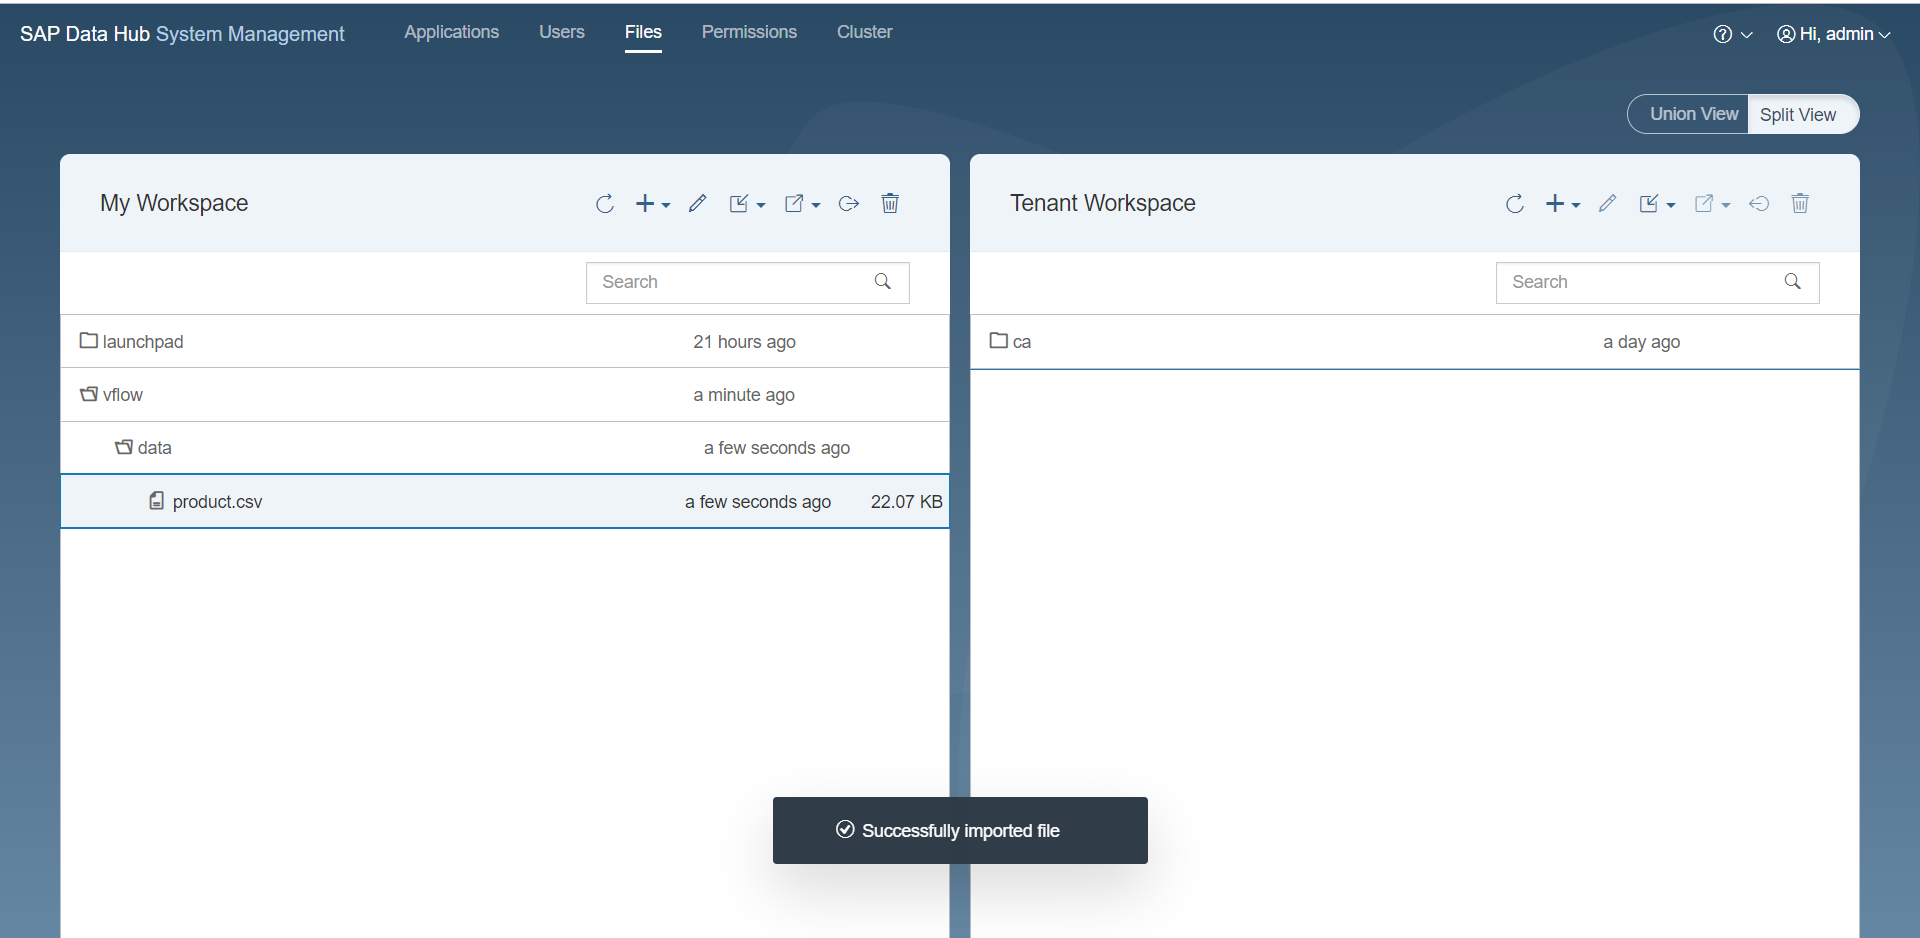 SAP Data Hub System Management
Applications
Users
Files
Permissions
Cluster
Hi, admin
Union View
Split View
My Workspace
Search
launchpad 21 hours ago
vflow a minute ago
data a few seconds ago
product.csv a few seconds ago 22.07 KB
Tenant Workspace
Search
ca a day ago
Successfully imported file